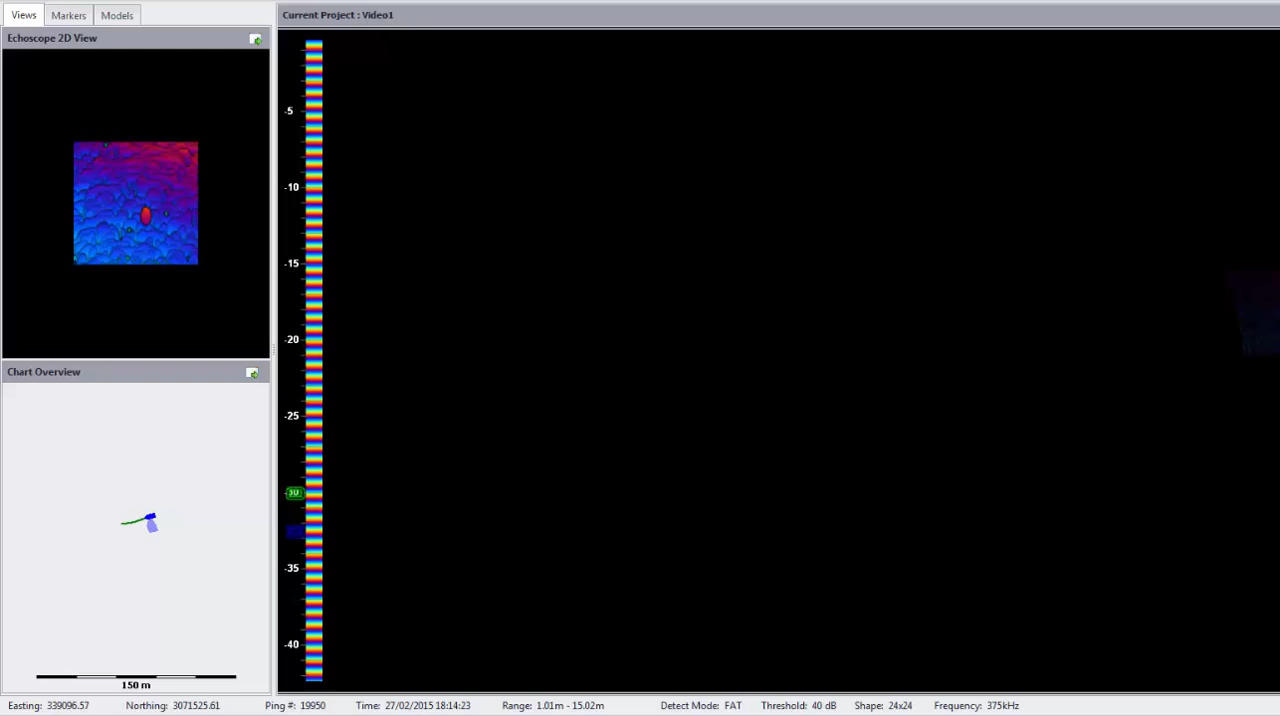 Views Markers Models
Current Project : Video1
Echoscope 2D View
-5
-10
-15
-20
-25
30
-35
-40
Chart Overview
150 m
Easting: 339096.57 Northing: 3071525.61 Ping #: 19950 Time: 27/02/2015 18:14:23 Range: 1.01m - 15.02m Detect Mode: FAT Threshold: 40 dB Shape: 24x24 Frequency: 375kHz